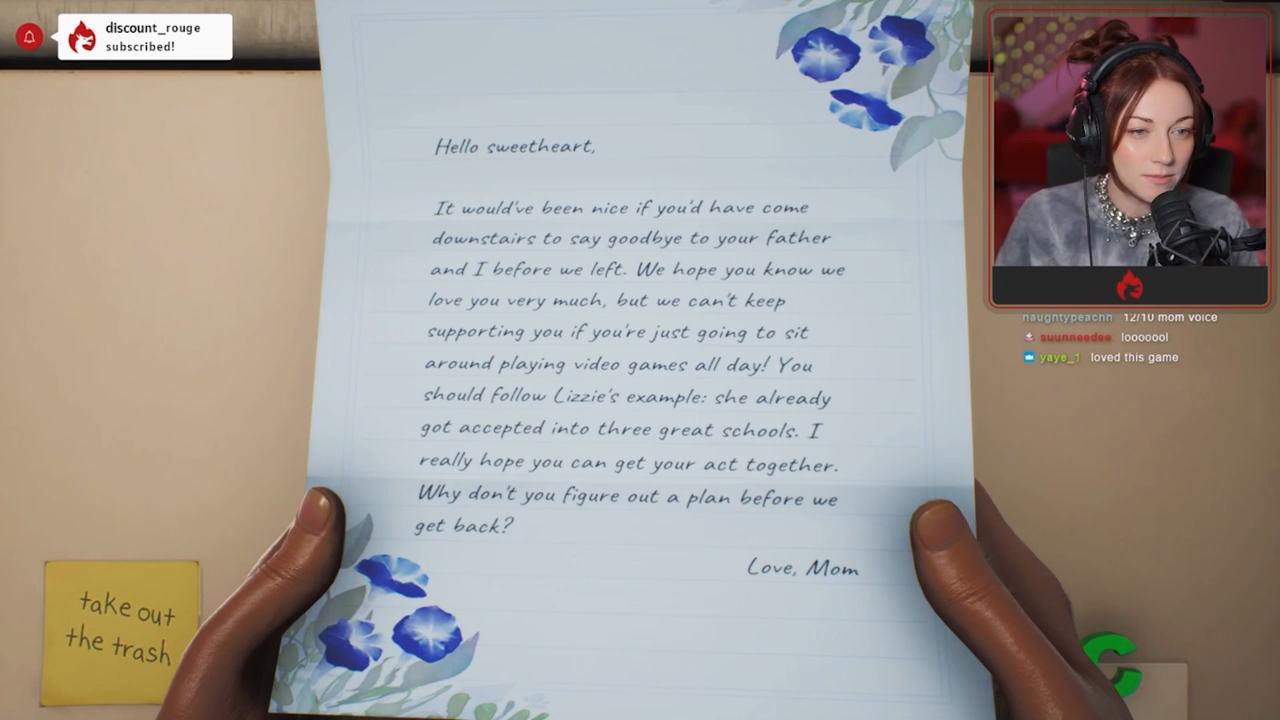 discount_rouge
subscribed!
Hello sweetheart,
It would've been nice if you'd have come
downstairs to say goodbye to your father
and I before we left. We hope you know we
love you very much, but we can't keep
supporting you if you're just going to sit
around playing video games all day! You
should follow Lizzie's example: she already
got accepted into three great schools. I
really hope you can get your act together.
Why don't you figure out a plan before we
get back?
Love, Mom
take out
the trash
naughtypeachh 12/10 mom voice
suunneedee looooool
yaye_1 loved this game